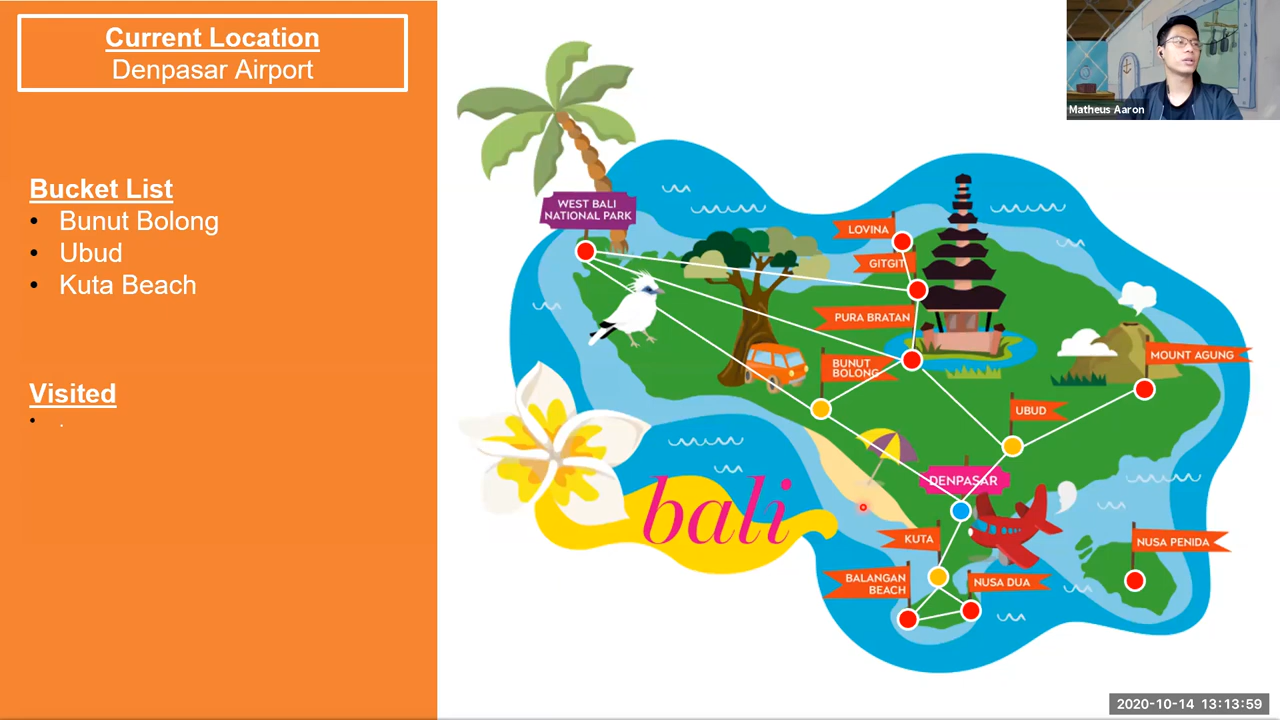 Current Location
Denpasar Airport
Bucket List
• Bunut Bolong
• Ubud
• Kuta Beach
Visited
• .
Matheus Aaron
WEST BALI
NATIONAL PARK
LOVINA
GITGIT
PURA BRATAN
BUNUT
BOLONG
MOUNT AGUNG
UBUD
DENPASAR
bali
KUTA
NUSA PENIDA
BALANGAN
BEACH
NUSA DUA
2020-10-14 13:13:59